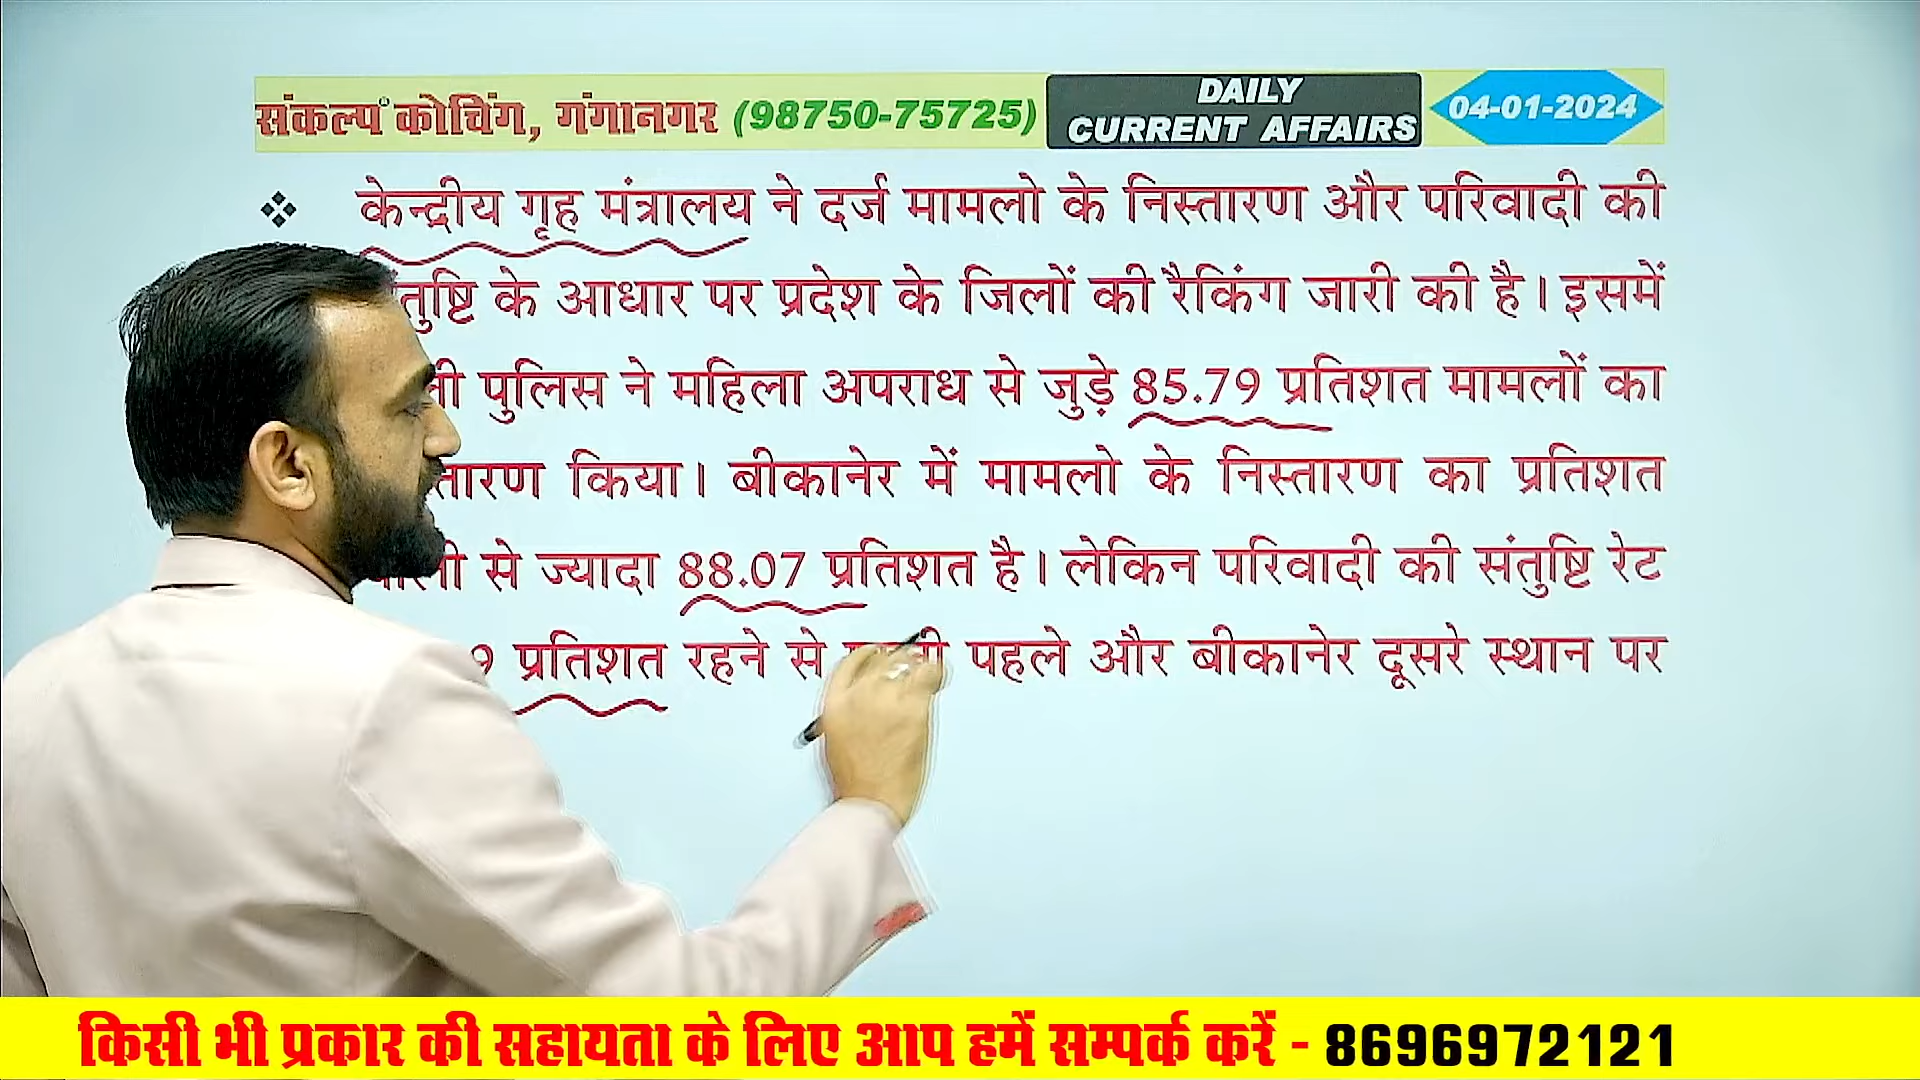 संकल्प कोचिंग, गंगानगर (98750-75725) DAILY CURRENT AFFAIRS 04-01-2024
केन्द्रीय गृह मंत्रालय ने दर्ज मामलो के निस्तारण और परिवादी की
के आधार पर प्रदेश के जिलों की रैकिंग जारी की है। इसमें
पुलिस ने महिला अपराध से जुड़े 85.79 प्रतिशत मामलों का
किया। बीकानेर में मामलो के निस्तारण का प्रतिशत
से ज्यादा 88.07 प्रतिशत है। लेकिन परिवादी की संतुष्टि रेट
प्रतिशत रहने से पहले और बीकानेर दूसरे स्थान पर
किसी भी प्रकार की सहायता के लिए आप हमें सम्पर्क करें - 8696972121